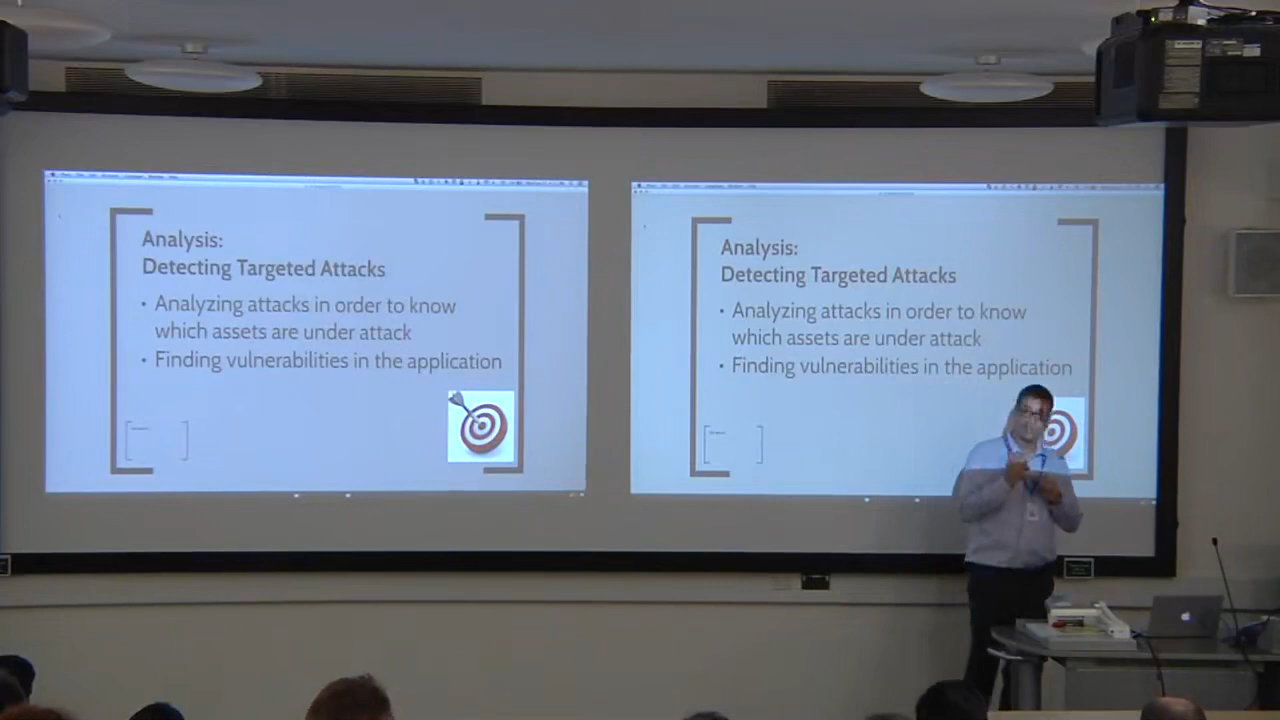 Analysis:
Detecting Targeted Attacks
• Analyzing attacks in order to know
which assets are under attack
• Finding vulnerabilities in the application
Analysis:
Detecting Targeted Attacks
• Analyzing attacks in order to know
which assets are under attack
• Finding vulnerabilities in the application